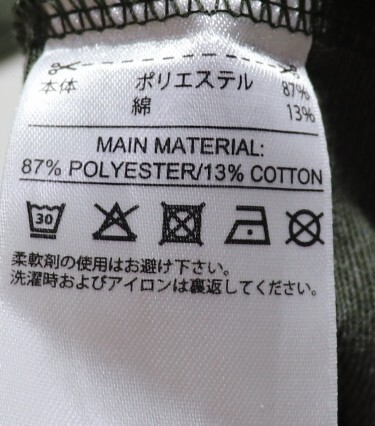 本体 ポリエステル 87%
綿 13%
MAIN MATERIAL:
87% POLYESTER/13% COTTON
30
柔軟剤の使用はお避け下さい。
洗濯時およびアイロンは裏返してください。